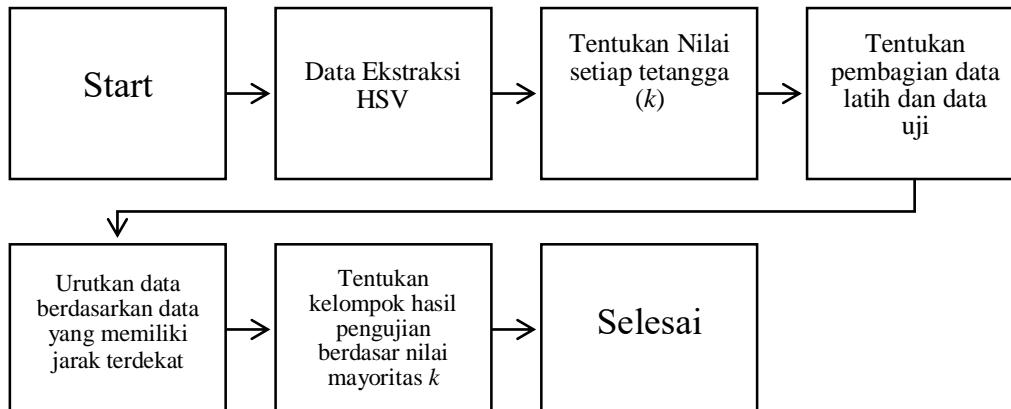 Start
Data Ekstraksi
HSV
Tentukan Nilai
setiap tetangga
(k)
Tentukan
pembagian data
latih dan data
uji
Urutkan data
berdasarkan data
yang memiliki
jarak terdekat
Tentukan
kelompok hasil
pengujian
berdasar nilai
mayoritas k
Selesai